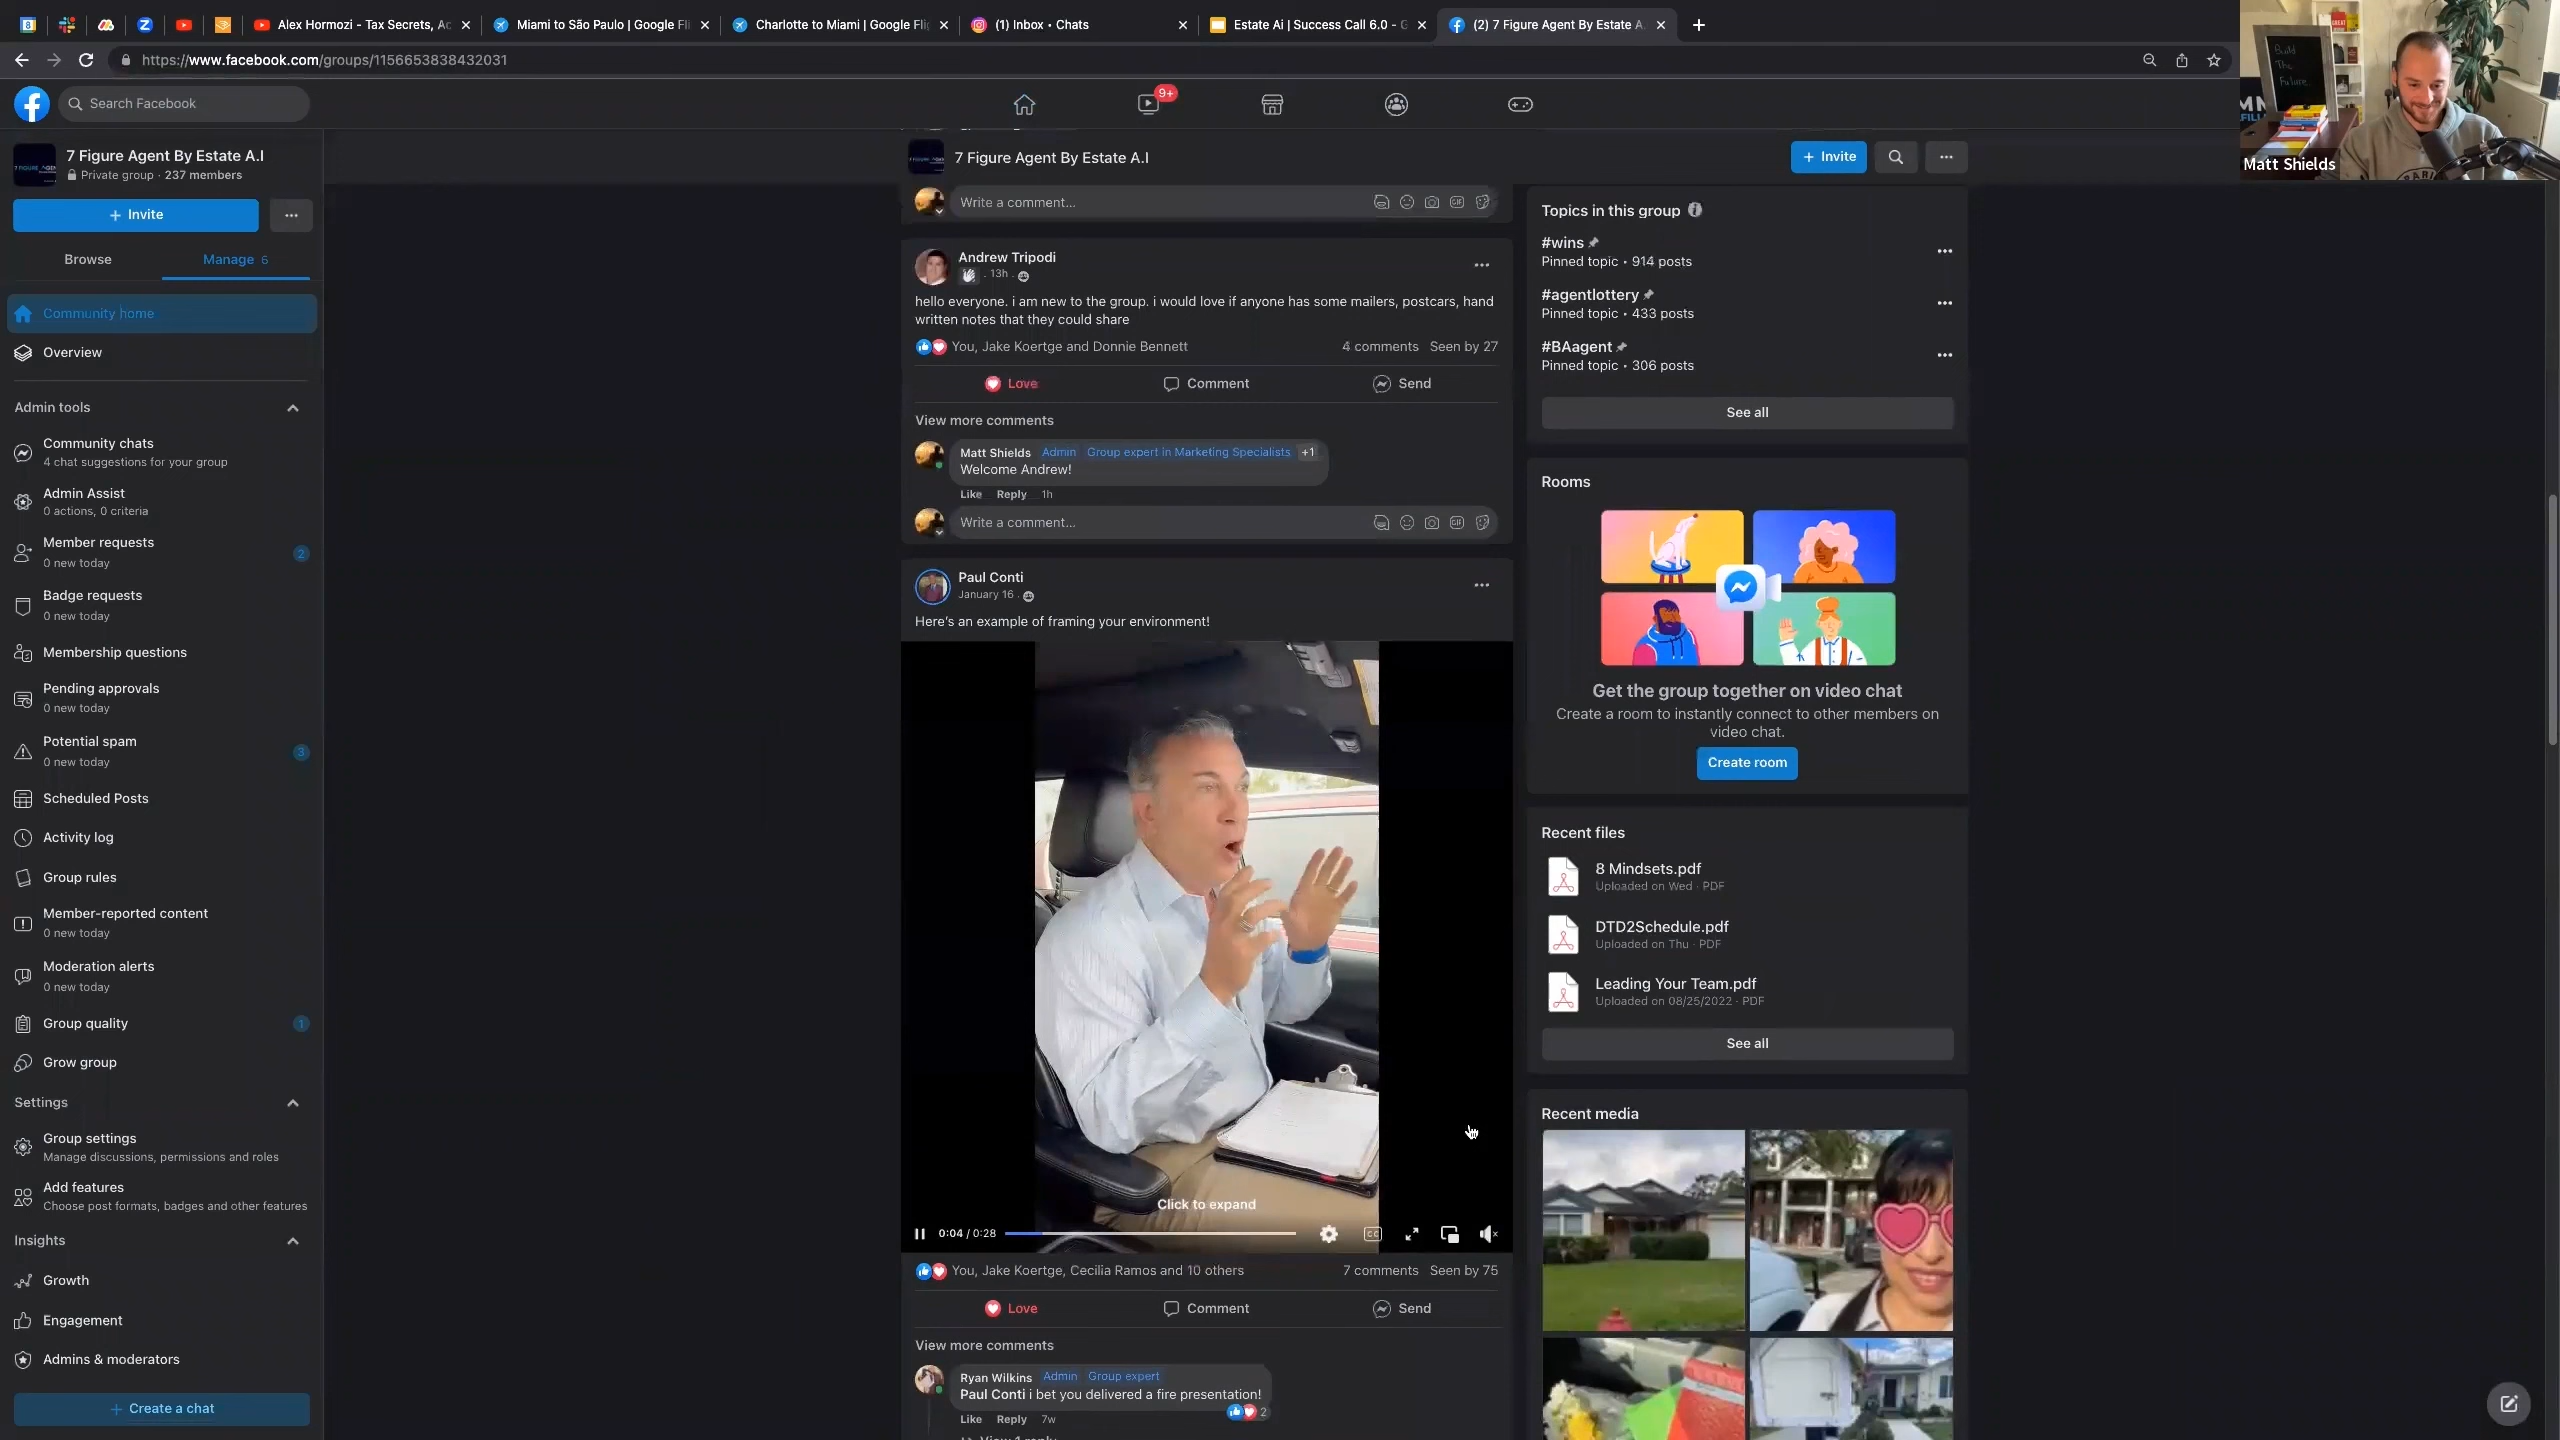 Alex Hormozi - Tax Secrets, Ac
Miami to São Paulo | Google Fli
Charlotte to Miami | Google Fli
(1) Inbox • Chats
Estate Ai | Success Call 6.0 - G
(2) 7 Figure Agent By Estate A.
https://www.facebook.com/groups/1156653838432031
Build
The
Future
Matt Shields
Search Facebook
9+
7 Figure Agent By Estate A.I
Private group · 237 members
+ Invite
Browse
Manage 6
Community home
Overview
Admin tools
Community chats
4 chat suggestions for your group
Admin Assist
0 actions, 0 criteria
Member requests
0 new today
2
Badge requests
0 new today
Membership questions
Pending approvals
0 new today
Potential spam
0 new today
3
Scheduled Posts
Activity log
Group rules
Member-reported content
0 new today
Moderation alerts
0 new today
Group quality
1
Grow group
Settings
Group settings
Manage discussions, permissions and roles
Add features
Choose post formats, badges and other features
Insights
Growth
Engagement
Admins & moderators
+ Create a chat
7 Figure Agent By Estate A.I
+ Invite
Write a comment...
Andrew Tripodi
. 13h .
hello everyone. i am new to the group. i would love if anyone has some mailers, postcars, hand
written notes that they could share
You, Jake Koertge and Donnie Bennett
4 comments Seen by 27
Love
Comment
Send
View more comments
Matt Shields Admin Group expert in Marketing Specialists +1
Welcome Andrew!
Like Reply 1h
Write a comment...
Paul Conti
January 16 .
Here's an example of framing your environment!
Click to expand
0:04 / 0:28
You, Jake Koertge, Cecilia Ramos and 10 others
7 comments Seen by 75
Love
Comment
Send
View more comments
Ryan Wilkins Admin Group expert
Paul Conti i bet you delivered a fire presentation!
2
Like Reply 7w
Topics in this group
#wins
Pinned topic • 914 posts
#agentlottery
Pinned topic • 433 posts
#BAagent
Pinned topic • 306 posts
See all
Rooms
Get the group together on video chat
Create a room to instantly connect to other members on
video chat.
Create room
Recent files
8 Mindsets.pdf
Uploaded on Wed · PDF
DTD2Schedule.pdf
Uploaded on Thu · PDF
Leading Your Team.pdf
Uploaded on 08/25/2022 · PDF
See all
Recent media